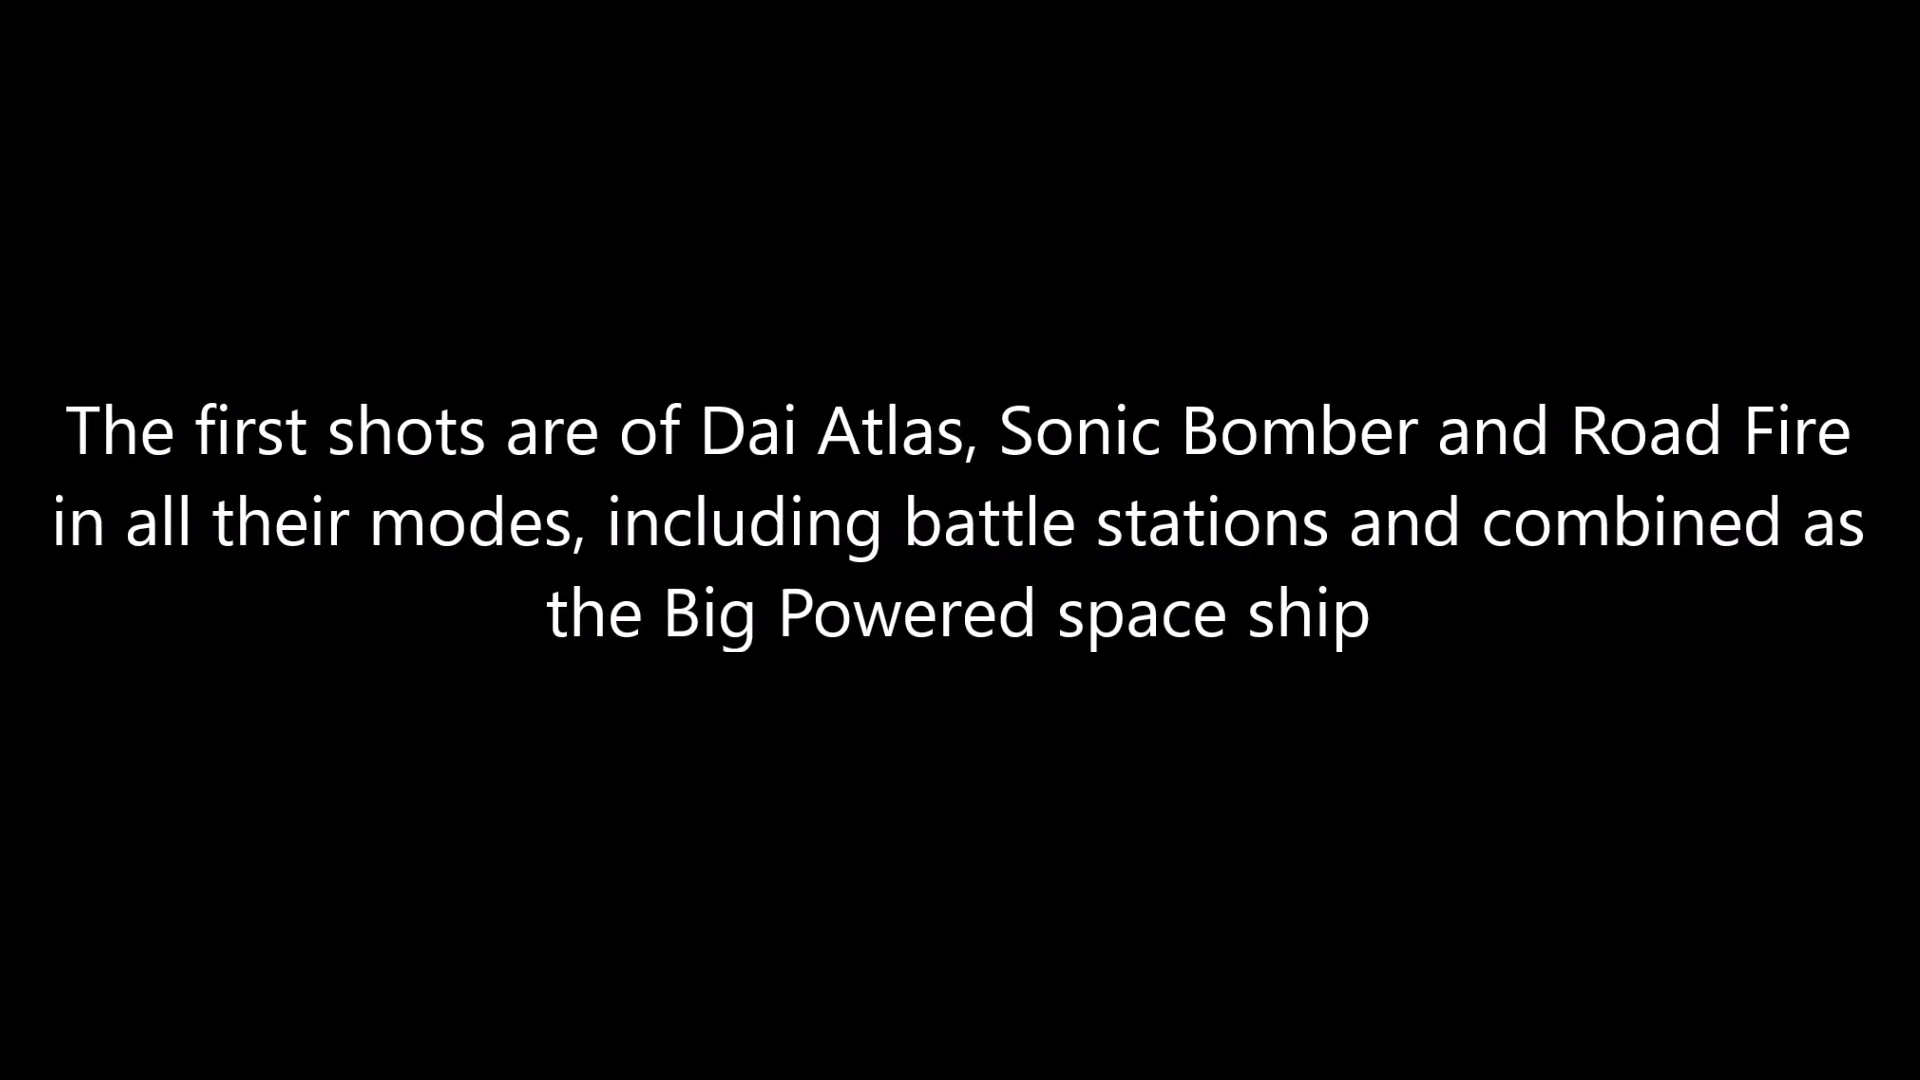 The first shots are of Dai Atlas, Sonic Bomber and Road Fire
in all their modes, including battle stations and combined as
the Big Powered space ship